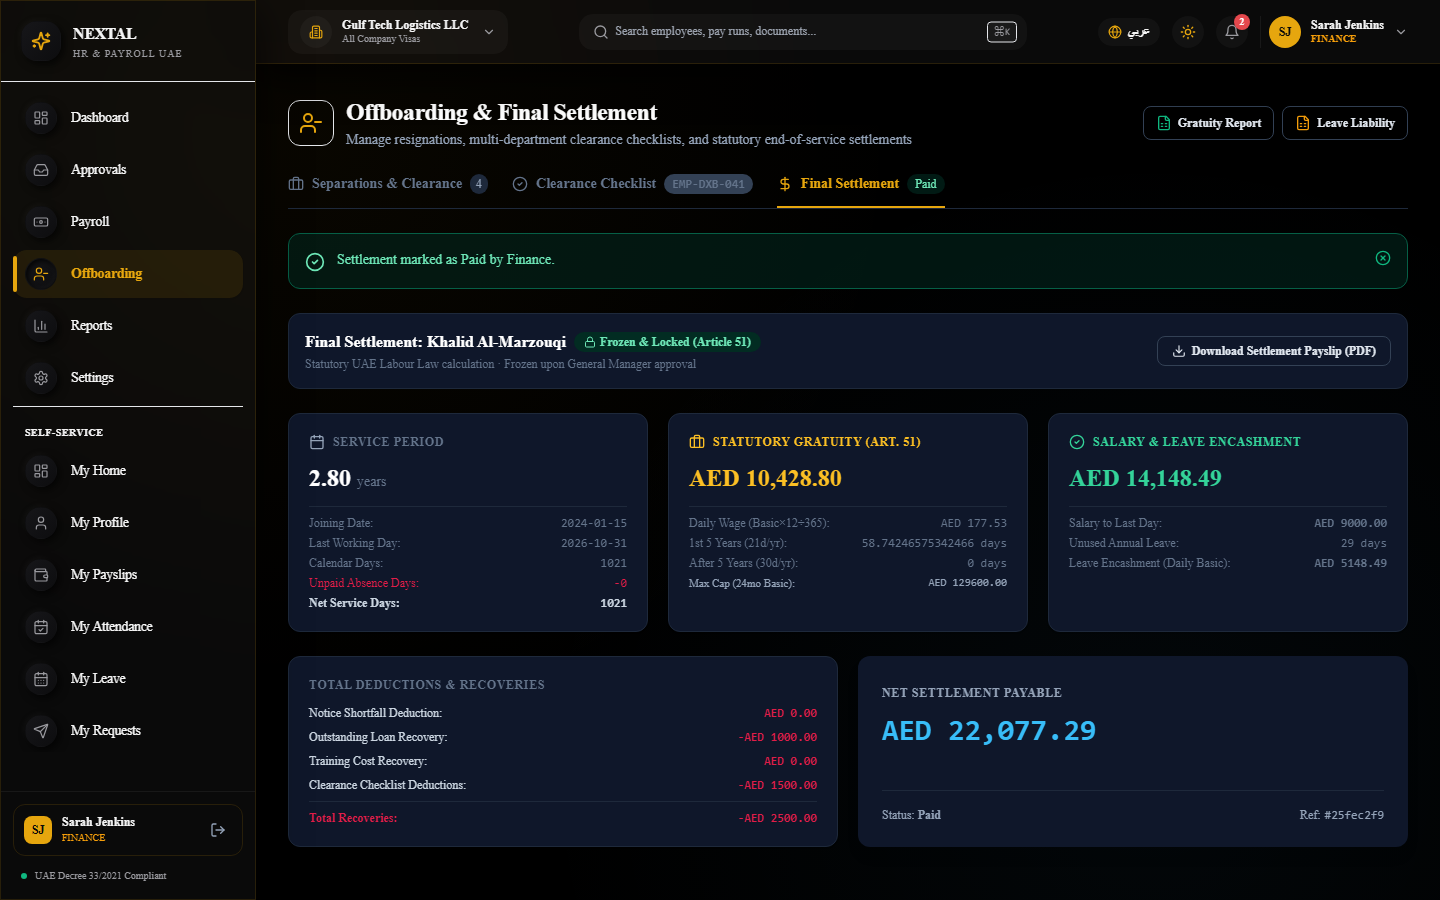 NEXTAL
HR & PAYROLL UAE
Dashboard
Approvals
Payroll
Offboarding
Reports
Settings
SELF-SERVICE
My Home
My Profile
My Payslips
My Attendance
My Leave
My Requests
SJ
Sarah Jenkins
FINANCE
UAE Decree 33/2021 Compliant
Gulf Tech Logistics LLC
All Company Visas
Search employees, pay runs, documents...
⌘K
عربي
2
SJ
Sarah Jenkins
FINANCE
Offboarding & Final Settlement
Manage resignations, multi-department clearance checklists, and statutory end-of-service settlements
Gratuity Report
Leave Liability
Separations & Clearance 4
Clearance Checklist EMP-DXB-041
Final Settlement Paid
Settlement marked as Paid by Finance.
Final Settlement: Khalid Al-Marzouqi Frozen & Locked (Article 51)
Statutory UAE Labour Law calculation · Frozen upon General Manager approval
Download Settlement Payslip (PDF)
SERVICE PERIOD
2.80 years
Joining Date: 2024-01-15
Last Working Day: 2026-10-31
Calendar Days: 1021
Unpaid Absence Days: -0
Net Service Days: 1021
STATUTORY GRATUITY (ART. 51)
AED 10,428.80
Daily Wage (Basic×12÷365): AED 177.53
1st 5 Years (21d/yr): 58.74246575342466 days
After 5 Years (30d/yr): 0 days
Max Cap (24mo Basic): AED 129600.00
SALARY & LEAVE ENCASHMENT
AED 14,148.49
Salary to Last Day: AED 9000.00
Unused Annual Leave: 29 days
Leave Encashment (Daily Basic): AED 5148.49
TOTAL DEDUCTIONS & RECOVERIES
Notice Shortfall Deduction: AED 0.00
Outstanding Loan Recovery: -AED 1000.00
Training Cost Recovery: AED 0.00
Clearance Checklist Deductions: -AED 1500.00
Total Recoveries: -AED 2500.00
NET SETTLEMENT PAYABLE
AED 22,077.29
Status: Paid
Ref: #25fec2f9